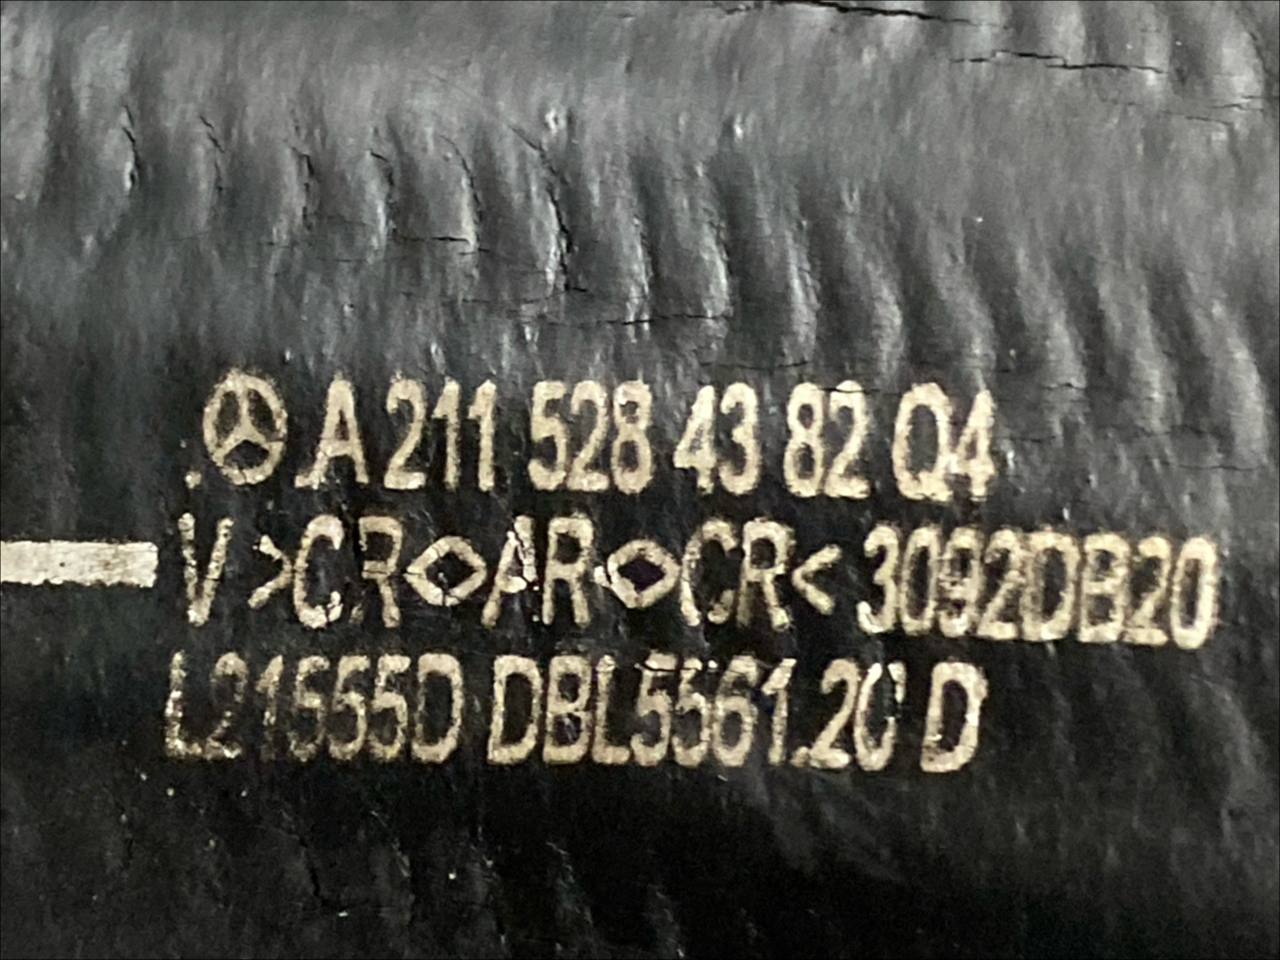 A 211 528 43 82 Q4
V >CR<>AR<>CR< 3092DB20
L21555D DBL5561.20 D